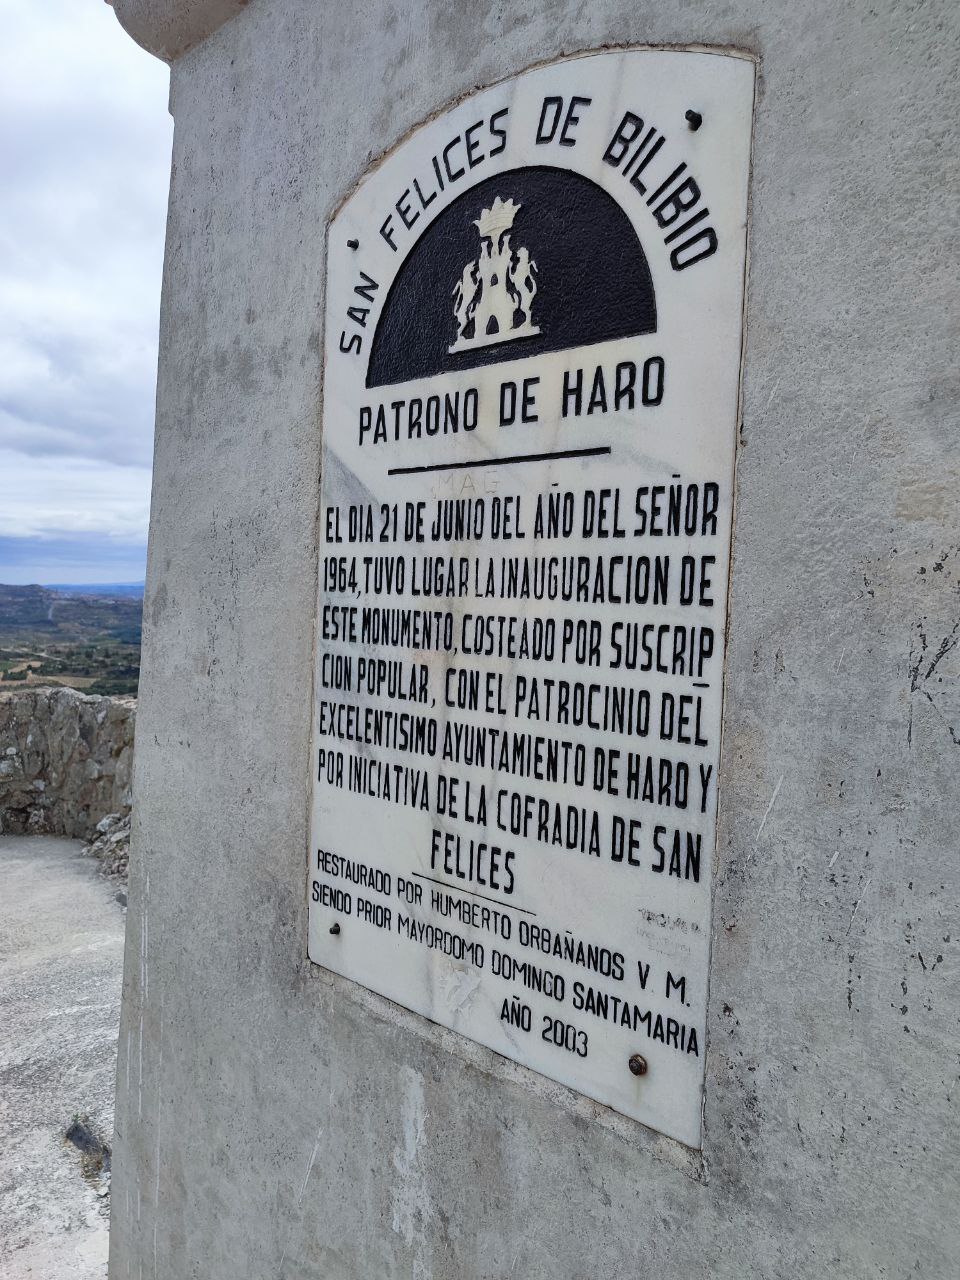 SAN FELICES DE BILIBIO
PATRONO DE HARO
MAG
EL DIA 21 DE JUNIO DEL AÑO DEL SEÑOR
1964, TUVO LUGAR LA INAUGURACION DE
ESTE MONUMENTO, COSTEADO POR SUSCRIP
CION POPULAR, CON EL PATROCINIO DEL
EXCELENTISIMO AYUNTAMIENTO DE HARO Y
POR INICIATIVA DE LA COFRADIA DE SAN
FELICES
RESTAURADO POR HUMBERTO ORBAÑANOS V. M.
SIENDO PRIOR MAYORDOMO DOMINGO SANTAMARIA
AÑO 2003